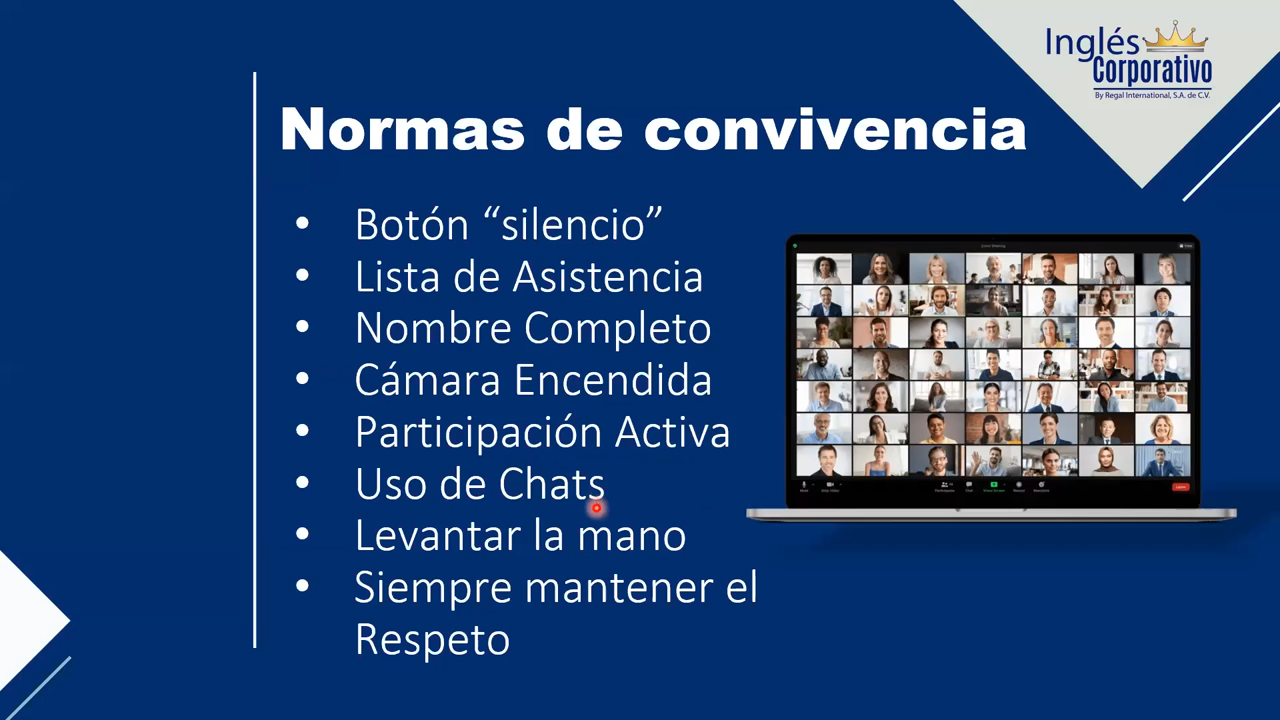 Inglés
Corporativo
By Regal International, S.A. de C.V.
Normas de convivencia
• Botón “silencio”
• Lista de Asistencia
• Nombre Completo
• Cámara Encendida
• Participación Activa
• Uso de Chats
• Levantar la mano
• Siempre mantener el
Respeto